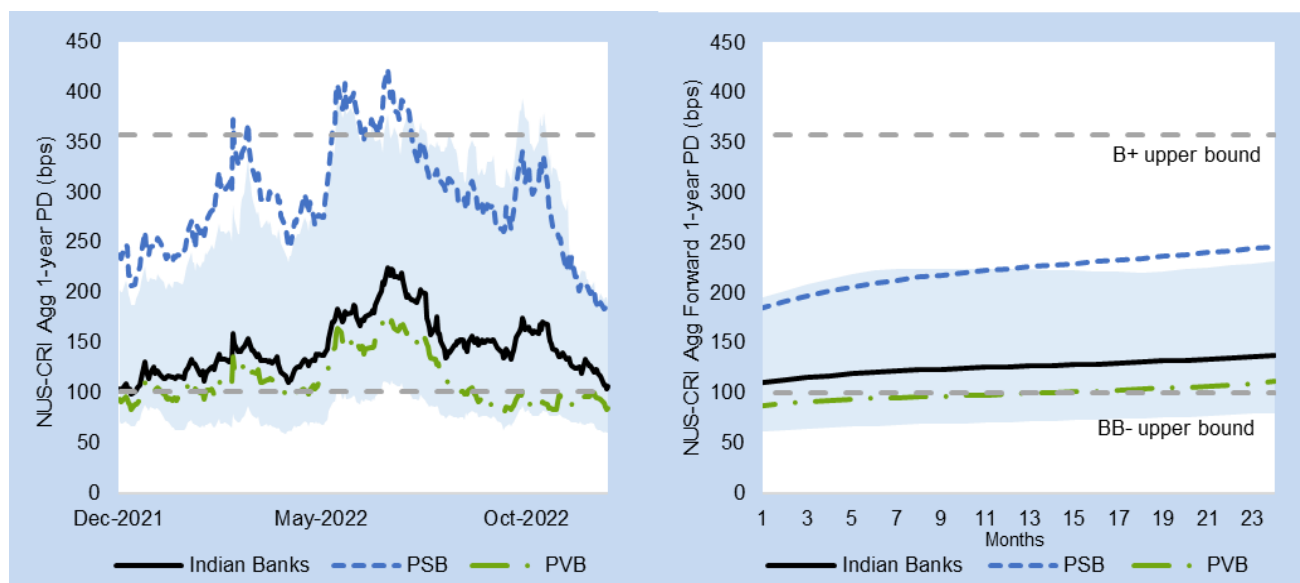 NUS-CRI Agg 1-year PD (bps)
450
400
350
300
250
200
150
100
50
0
Dec-2021
May-2022
Oct-2022
Indian Banks
PSB
PVB
NUS-CRI Agg Forward 1-year PD (bps)
450
400
350
300
250
200
150
100
50
0
B+ upper bound
BB- upper bound
1
3
5
7
9
11
13
15
17
19
21
23
Months
Indian Banks
PSB
PVB